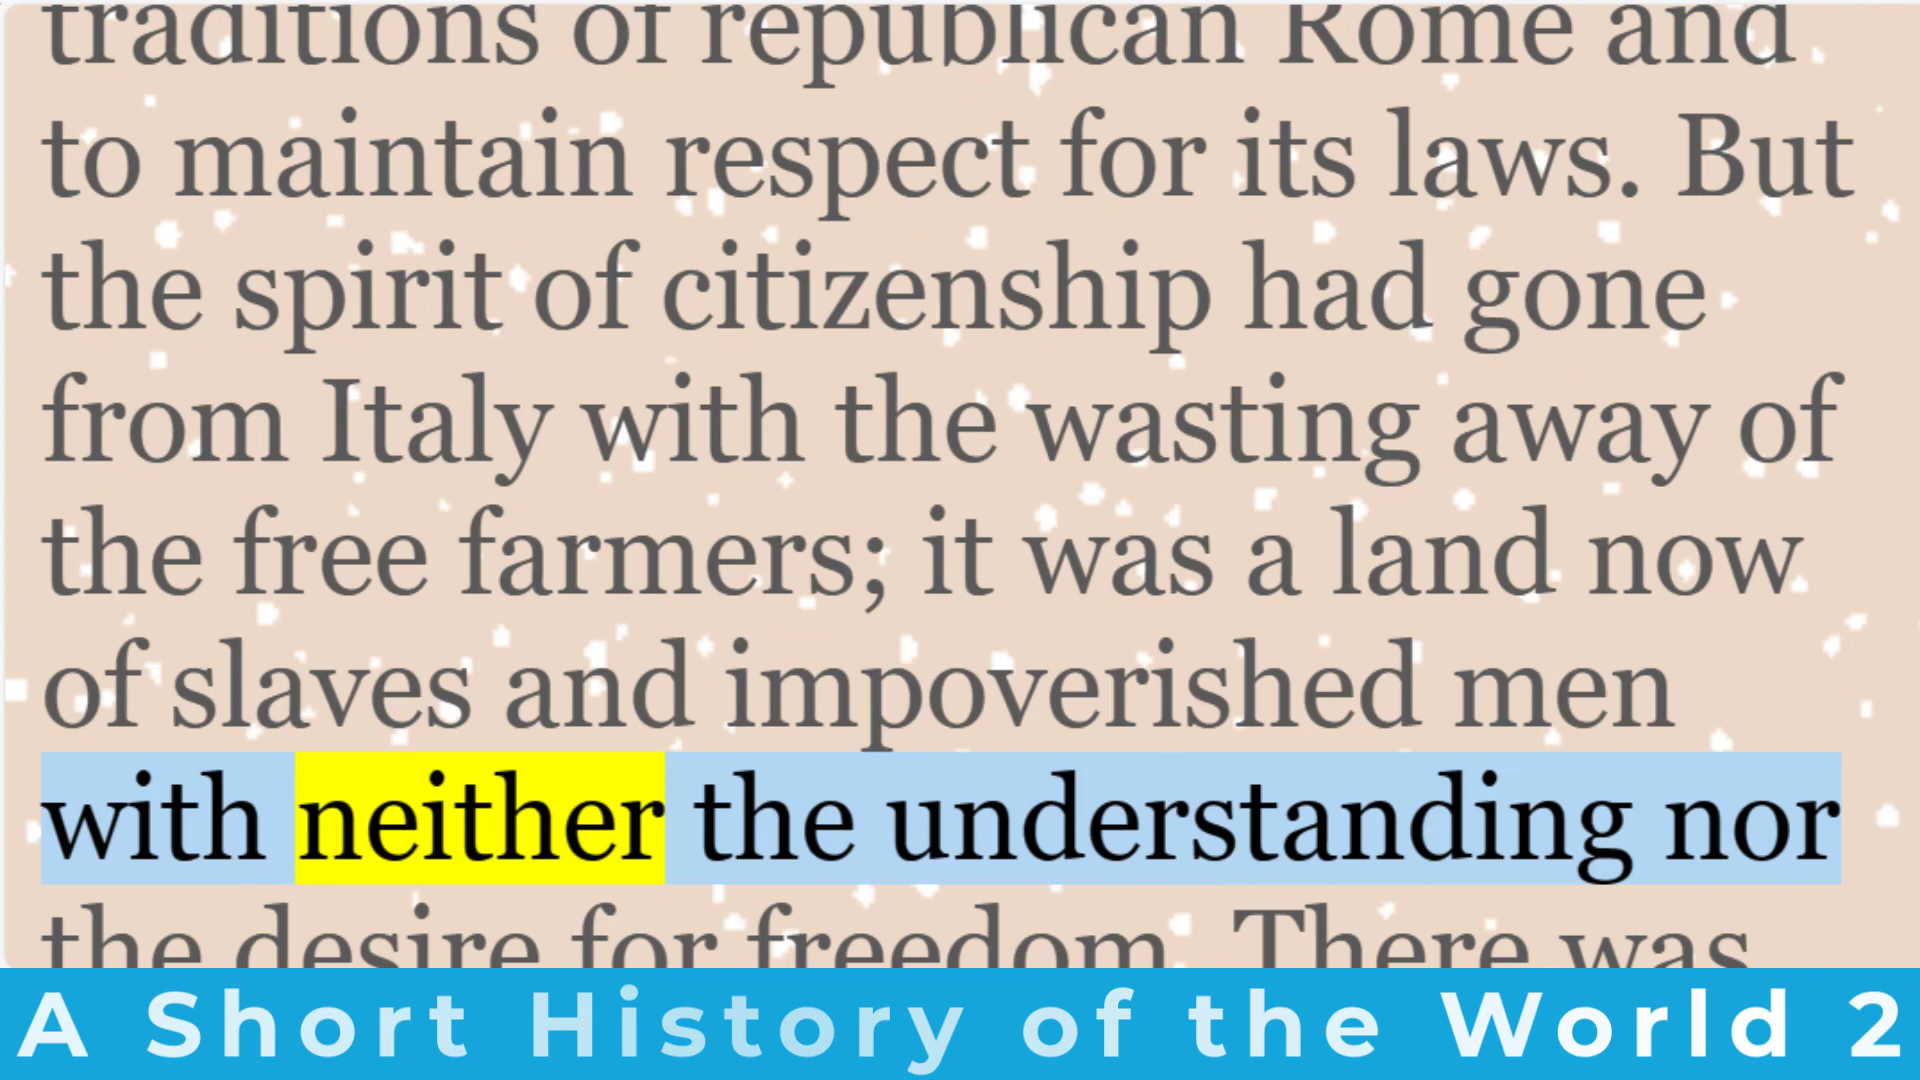 traditions of republican Rome and
to maintain respect for its laws. But
the spirit of citizenship had gone
from Italy with the wasting away of
the free farmers; it was a land now
of slaves and impoverished men
with neither the understanding nor
the desire for freedom. There was
A Short History of the World 2